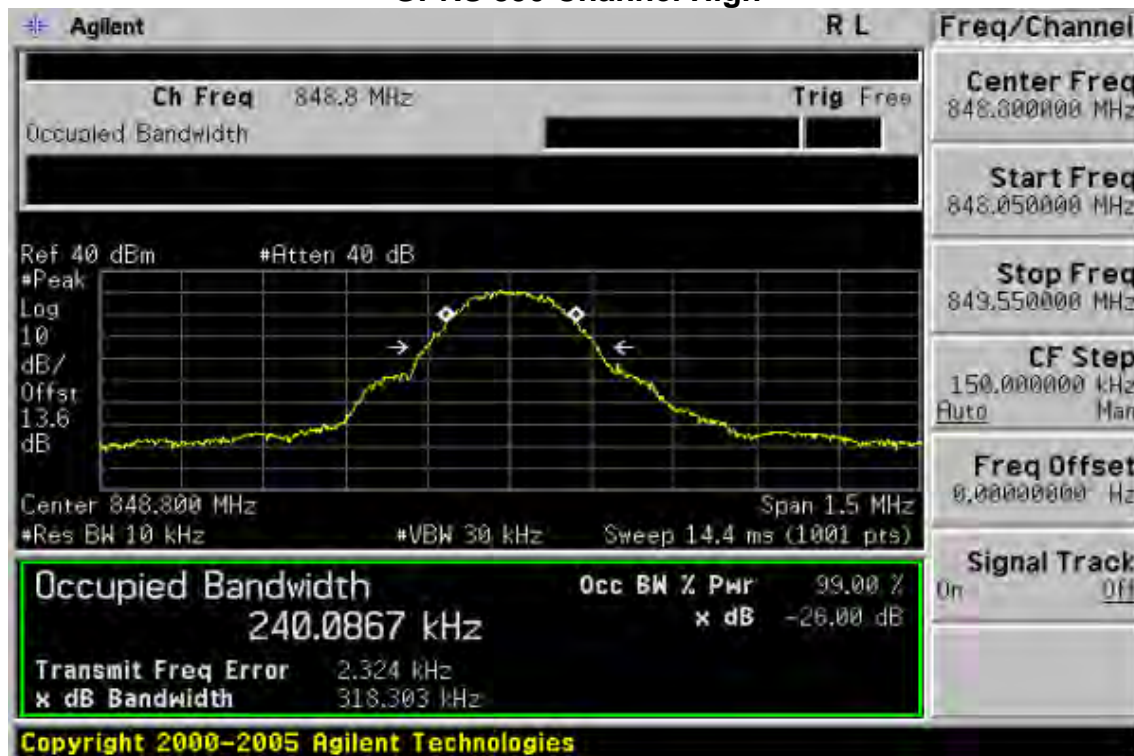 Agilent
R L
Freq/Channel
Ch Freq 848.8 MHz
Trig Free
Occupied Bandwidth
Center Freq
848.800000 MHz
Start Freq
848.050000 MHz
Stop Freq
849.550000 MHz
CF Step
150.000000 kHz
Auto Man
Freq Offset
0.00000000 Hz
Signal Track
On Off
Ref 40 dBm #Atten 40 dB
#Peak
Log
10
dB/
Offst
13.6
dB
Center 848.800 MHz Span 1.5 MHz
#Res BW 10 kHz #VBW 30 kHz Sweep 14.4 ms (1001 pts)
Occupied Bandwidth
240.0867 kHz
Occ BW % Pwr 99.00 %
x dB -26.00 dB
Transmit Freq Error 2.324 kHz
x dB Bandwidth 318.303 kHz
Copyright 2000-2005 Agilent Technologies